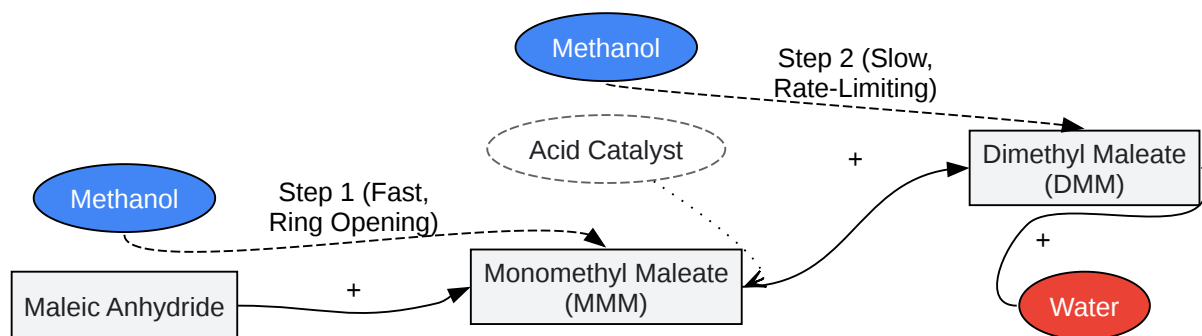 Methanol
Step 2 (Slow,
Rate-Limiting)
Acid Catalyst
+
Dimethyl Maleate
(DMM)
Methanol
Step 1 (Fast,
Ring Opening)
+
Monomethyl Maleate
(MMM)
+
Maleic Anhydride
Water